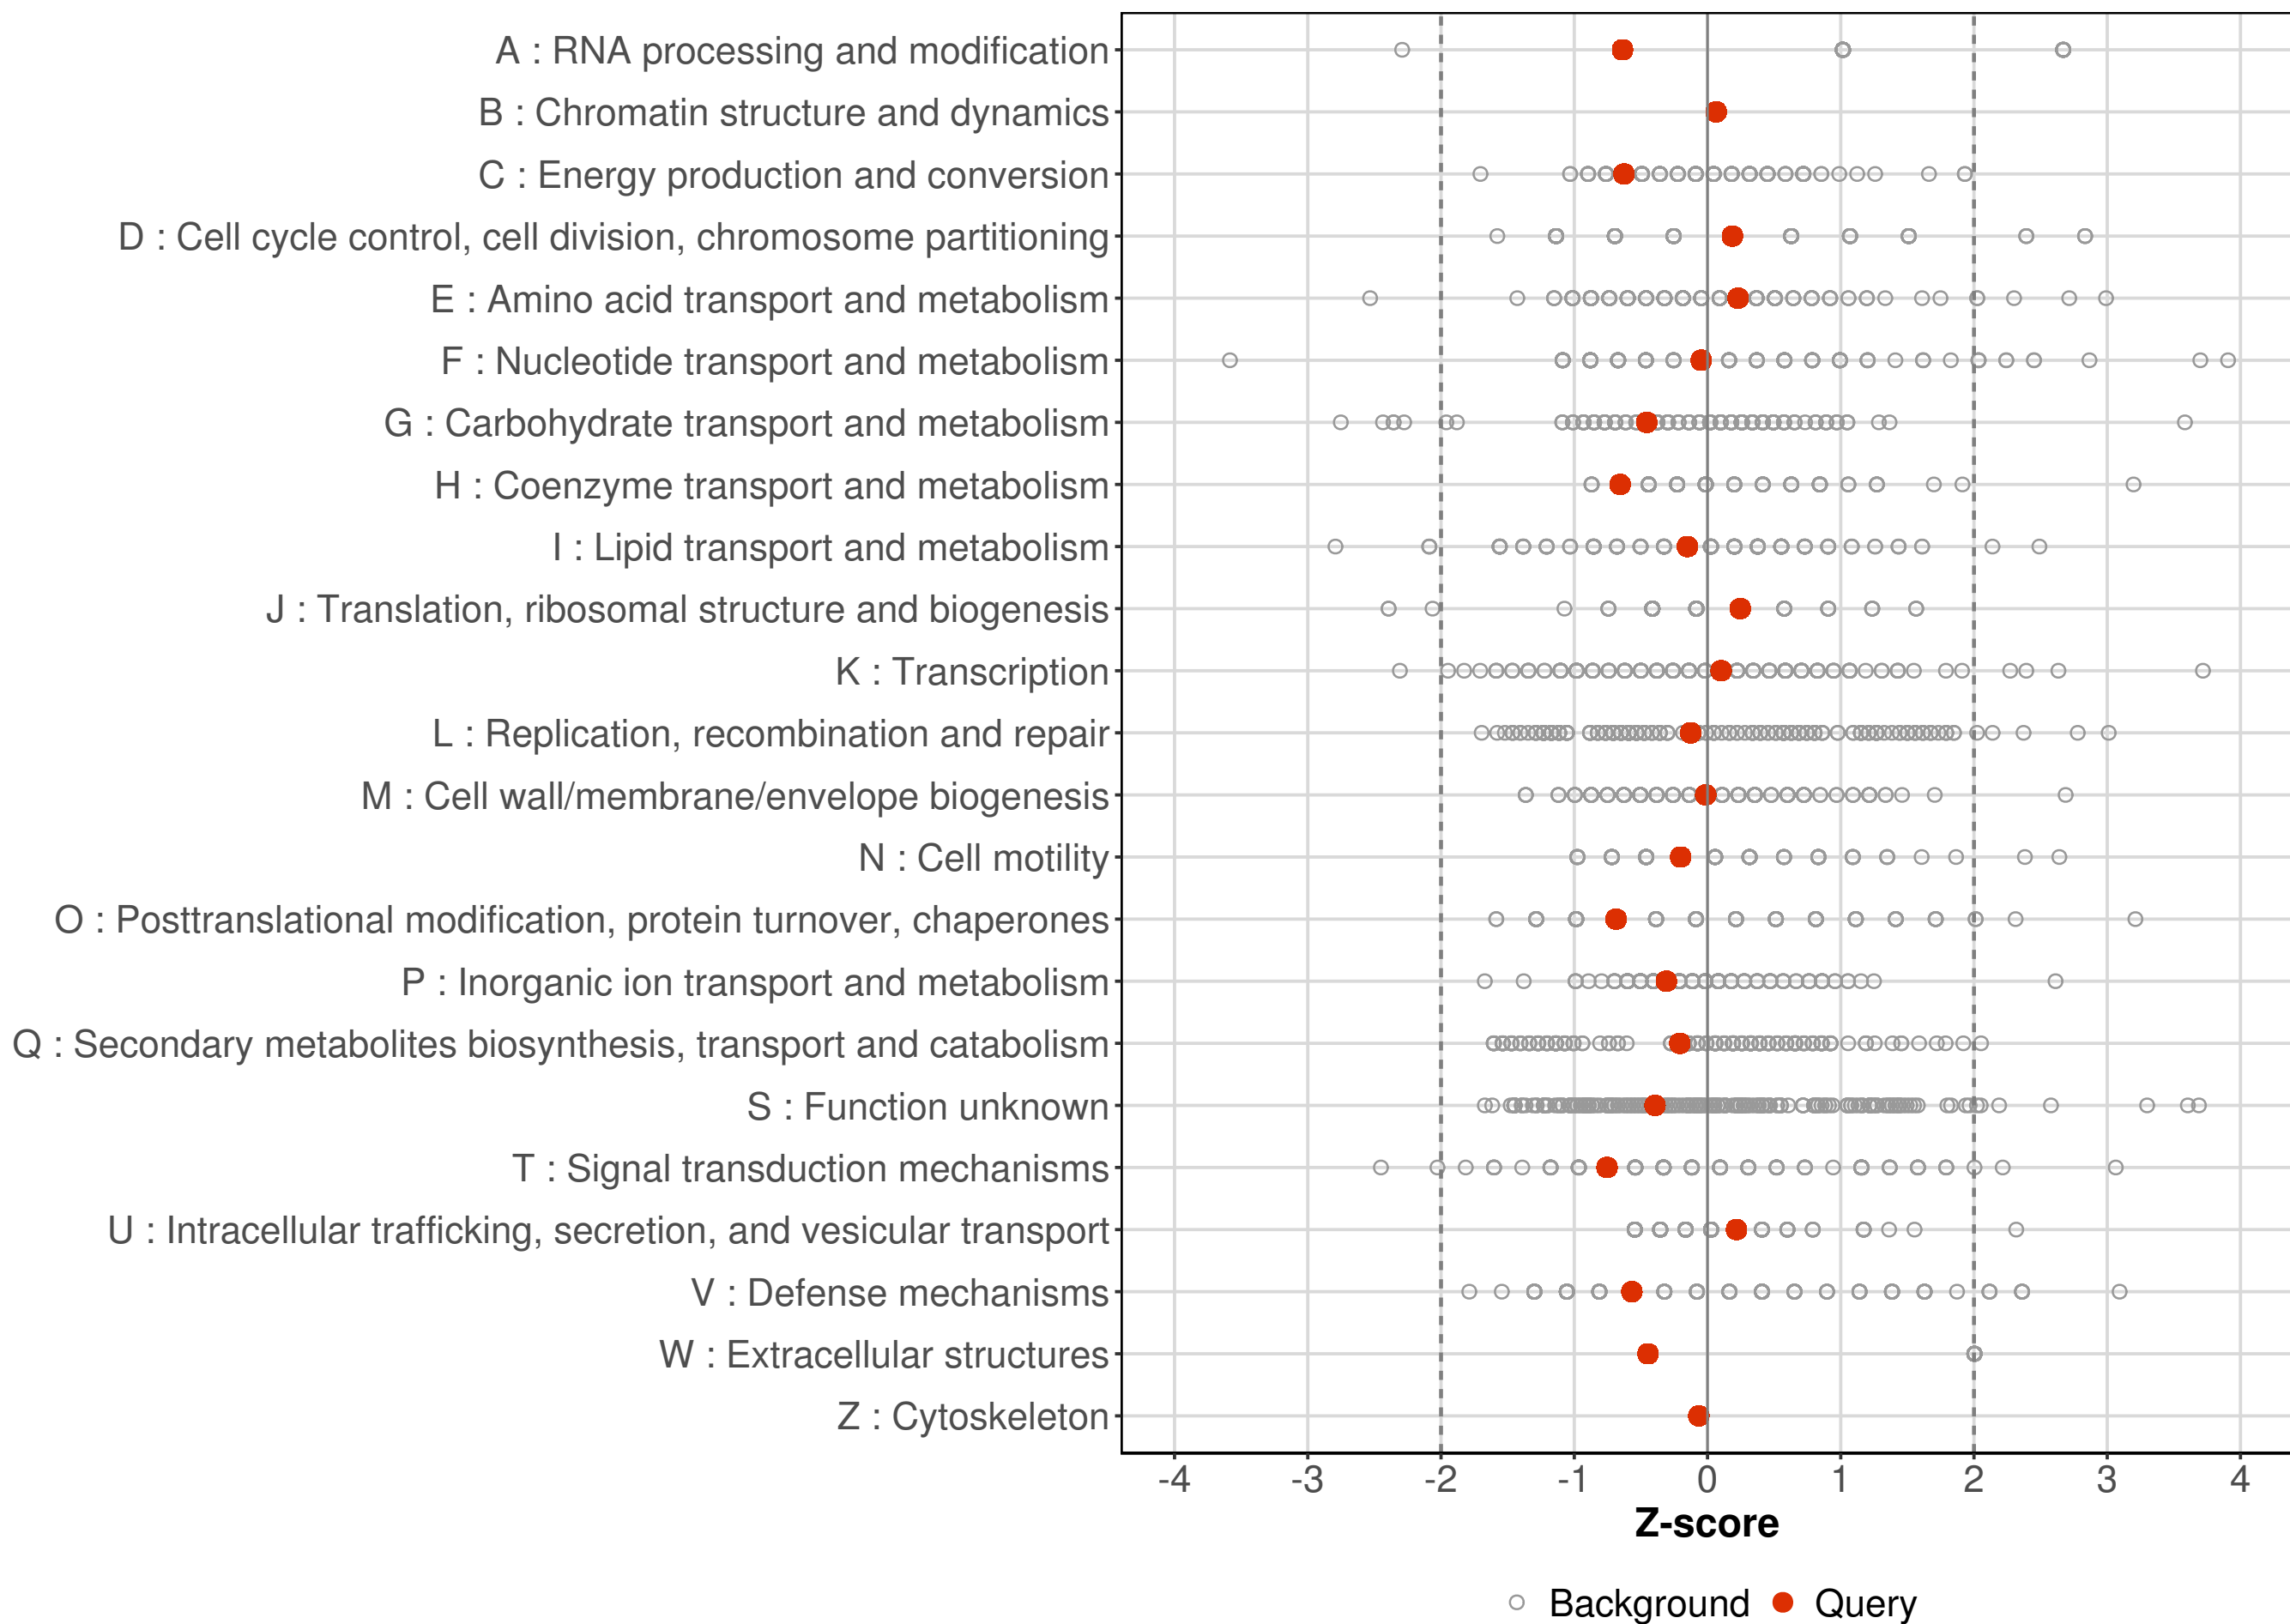 A : RNA processing and modification
B : Chromatin structure and dynamics
C : Energy production and conversion
D : Cell cycle control, cell division, chromosome partitioning
E : Amino acid transport and metabolism
F : Nucleotide transport and metabolism
G : Carbohydrate transport and metabolism
H : Coenzyme transport and metabolism
I : Lipid transport and metabolism
J : Translation, ribosomal structure and biogenesis
K : Transcription
L : Replication, recombination and repair
M : Cell wall/membrane/envelope biogenesis
N : Cell motility
O : Posttranslational modification, protein turnover, chaperones
P : Inorganic ion transport and metabolism
Q : Secondary metabolites biosynthesis, transport and catabolism
S : Function unknown
T : Signal transduction mechanisms
U : Intracellular trafficking, secretion, and vesicular transport
V : Defense mechanisms
W : Extracellular structures
Z : Cytoskeleton
-4 -3 -2 -1 0 1 2 3 4
Z-score
Background Query